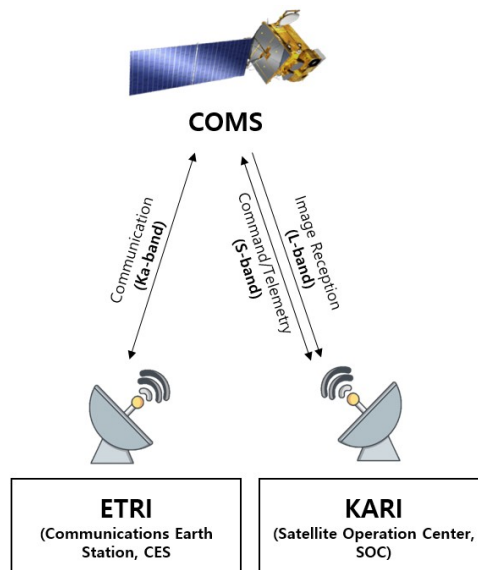 COMS
Communication
(Ka-band)
Command/Telemetry
(S-band)
Image Reception
(L-band)
ETRI
(Communications Earth
Station, CES
KARI
(Satellite Operation Center,
SOC)